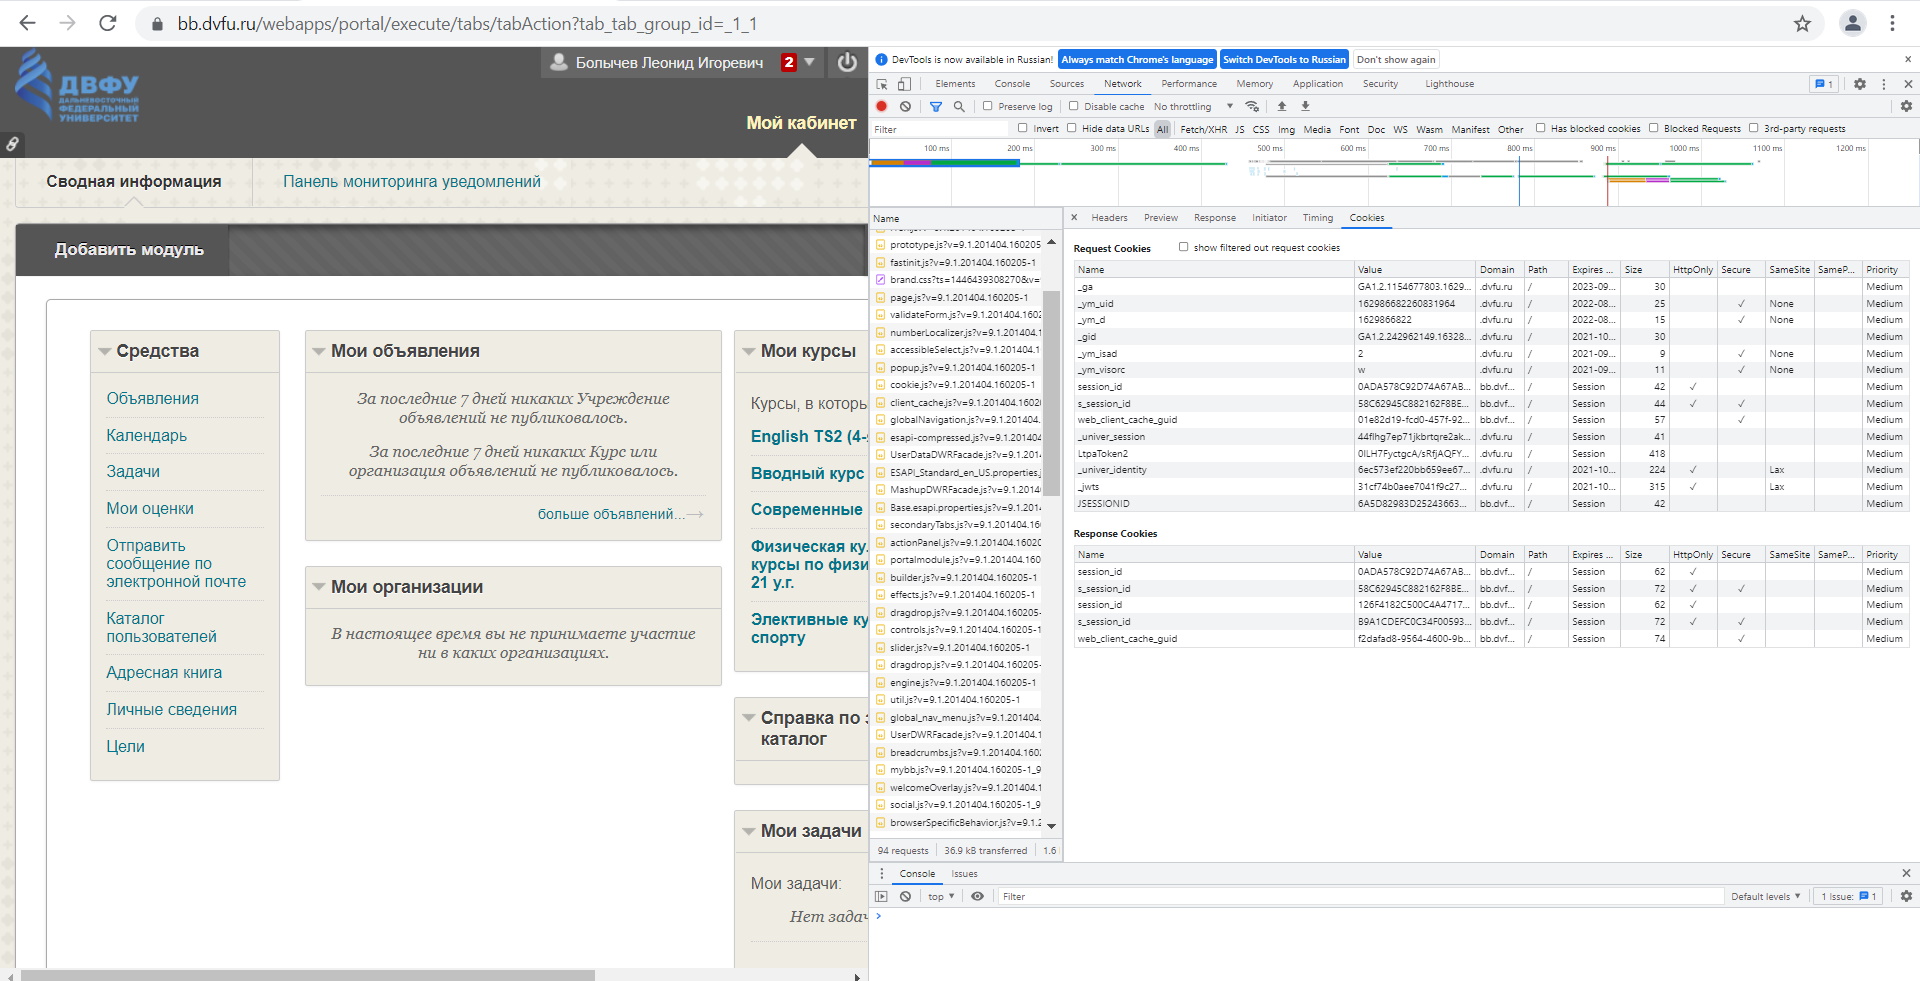 bb.dvfu.ru/webapps/portal/execute/tabs/tabAction?tab_tab_group_id=_1_1
ДВФУ
ДАЛЬНЕВОСТОЧНЫЙ
ФЕДЕРАЛЬНЫЙ
УНИВЕРСИТЕТ
Болычев Леонид Игоревич 2
Мой кабинет
Сводная информация Панель мониторинга уведомлений
Добавить модуль
Средства
Объявления
Календарь
Задачи
Мои оценки
Отправить
сообщение по
электронной почте
Каталог
пользователей
Адресная книга
Личные сведения
Цели
Мои объявления
За последние 7 дней никаких Учреждение
объявлений не публиковалось.
За последние 7 дней никаких Курс или
организация объявлений не публиковалось.
больше объявлений...→
Мои организации
В настоящее время вы не принимаете участие
ни в каких организациях.
Мои курсы
Курсы, в которы
English TS2 (4-
Вводный курс
Современные
Физическая ку.
курсы по физи
21 у.г.
Элективные ку
спорту
Справка по
каталог
Мои задачи
Мои задачи:
Нет задач
DevTools is now available in Russian! Always match Chrome's language Switch DevTools to Russian Don't show again
Elements Console Sources Network Performance Memory Application Security Lighthouse 1
Preserve log Disable cache No throttling
Filter Invert Hide data URLs All Fetch/XHR JS CSS Img Media Font Doc WS Wasm Manifest Other Has blocked cookies Blocked Requests 3rd-party requests
100 ms 200 ms 300 ms 400 ms 500 ms 600 ms 700 ms 800 ms 900 ms 1000 ms 1100 ms 1200 ms
Name
prototype.js?v=9.1.201404.160205
fastinit.js?v=9.1.201404.160205-1
brand.css?ts=1446439308270&v=
page.js?v=9.1.201404.160205-1
validateForm.js?v=9.1.201404.1602
numberLocalizer.js?v=9.1.201404.
accessibleSelect.js?v=9.1.201404.1
popup.js?v=9.1.201404.160205-1
cookie.js?v=9.1.201404.160205-1
client_cache.js?v=9.1.201404.1602
globalNavigation.js?v=9.1.201404.
esapi-compressed.js?v=9.1.201404
UserDataDWRFacade.js?v=9.1.201
ESAPI_Standard_en_US.properties.j
MashupDWRFacade.js?v=9.1.2014
Base.esapi.properties.js?v=9.1.201
secondaryTabs.js?v=9.1.201404.16
actionPanel.js?v=9.1.201404.1602
portalmodule.js?v=9.1.201404.160
builder.js?v=9.1.201404.160205-1
effects.js?v=9.1.201404.160205-1
dragdrop.js?v=9.1.201404.160205-
controls.js?v=9.1.201404.160205-1
slider.js?v=9.1.201404.160205-1
dragdrop.js?v=9.1.201404.160205-
engine.js?v=9.1.201404.160205-1
util.js?v=9.1.201404.160205-1
global_nav_menu.js?v=9.1.201404.
UserDWRFacade.js?v=9.1.201404.1
breadcrumbs.js?v=9.1.201404.160
mybb.js?v=9.1.201404.160205-1_9
welcomeOverlay.js?v=9.1.201404.1
social.js?v=9.1.201404.160205-1_9
browserSpecificBehavior.js?v=9.1.2
94 requests 36.9 kB transferred 1.6
Headers Preview Response Initiator Timing Cookies
Request Cookies show filtered out request cookies
Name Value Domain Path Expires ... Size HttpOnly Secure SameSite SameP... Priority
_ga GA1.2.1154677803.1629... .dvfu.ru / 2023-09... 30 Medium
_ym_uid 162986682260831964 .dvfu.ru / 2022-08... 25 ✓ None Medium
_ym_d 1629866822 .dvfu.ru / 2022-08... 15 ✓ None Medium
_gid GA1.2.242962149.16328... .dvfu.ru / 2021-10... 30 Medium
_ym_isad 2 .dvfu.ru / 2021-09... 9 ✓ None Medium
_ym_visorc w .dvfu.ru / 2021-09... 11 ✓ None Medium
session_id 0ADA578C92D74A67AB... bb.dvf... / Session 42 ✓ Medium
s_session_id 58C62945C882162F8BE... bb.dvf... / Session 44 ✓ ✓ Medium
web_client_cache_guid 01e82d19-fcd0-457f-92... bb.dvf... / Session 57 ✓ Medium
_univer_session 44flhg7ep71jkbrtqre2ak... .dvfu.ru / Session 41 Medium
LtpaToken2 0ILH7FyctgcA/sRfjAQFY... .dvfu.ru / Session 418 Medium
_univer_identity 6ec573ef220bb659ee67... .dvfu.ru / 2021-10... 224 ✓ Lax Medium
_jwts 31cf74b0aee7041f9c27... .dvfu.ru / 2021-10... 315 ✓ Lax Medium
JSESSIONID 6A5D82983D25243663... bb.dvf... / Session 42 Medium
Response Cookies
Name Value Domain Path Expires ... Size HttpOnly Secure SameSite SameP... Priority
session_id 0ADA578C92D74A67AB... bb.dvf... / Session 62 ✓ Medium
s_session_id 58C62945C882162F8BE... bb.dvf... / Session 72 ✓ ✓ Medium
session_id 126F4182C500C4A4717... bb.dvf... / Session 62 ✓ Medium
s_session_id B9A1CDEFC0C34F00593... bb.dvf... / Session 72 ✓ ✓ Medium
web_client_cache_guid f2dafad8-9564-4600-9b... bb.dvf... / Session 74 ✓ Medium
Console Issues
top Filter Default levels 1 Issue: 1